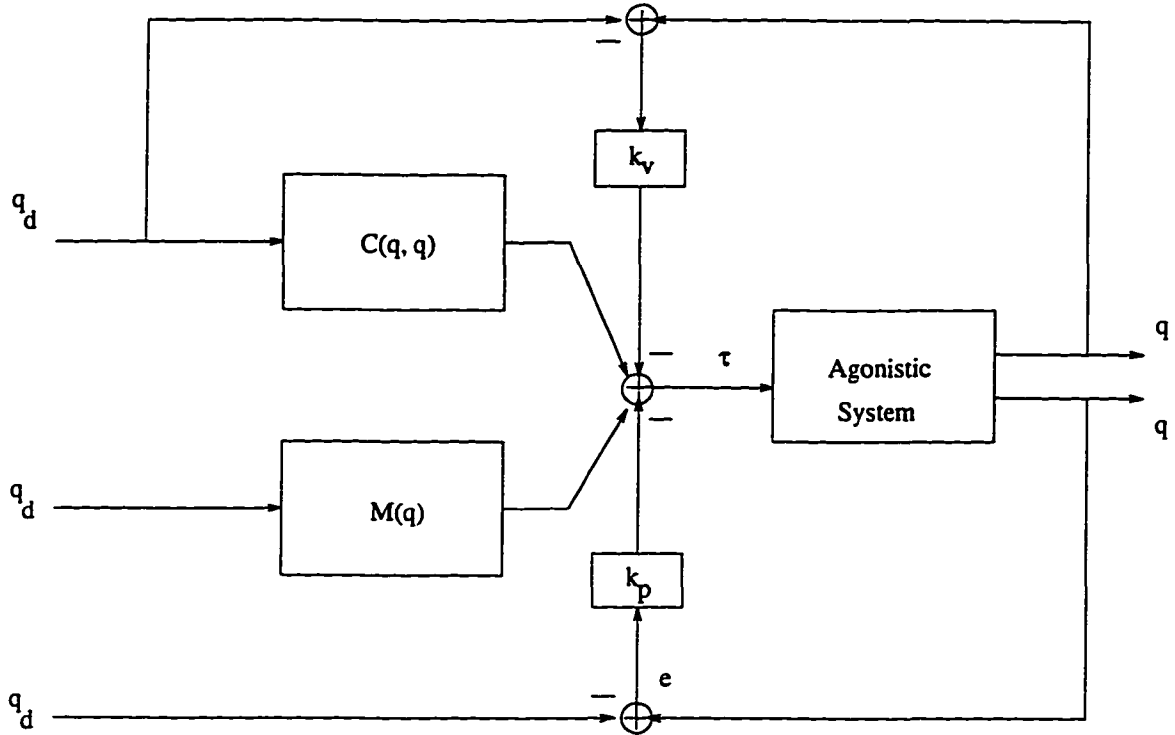 −
k_v
q_d
C(q, q)
−
τ
Agonistic
System
q
q
−
q_d
M(q)
k_p
e
−
q_d